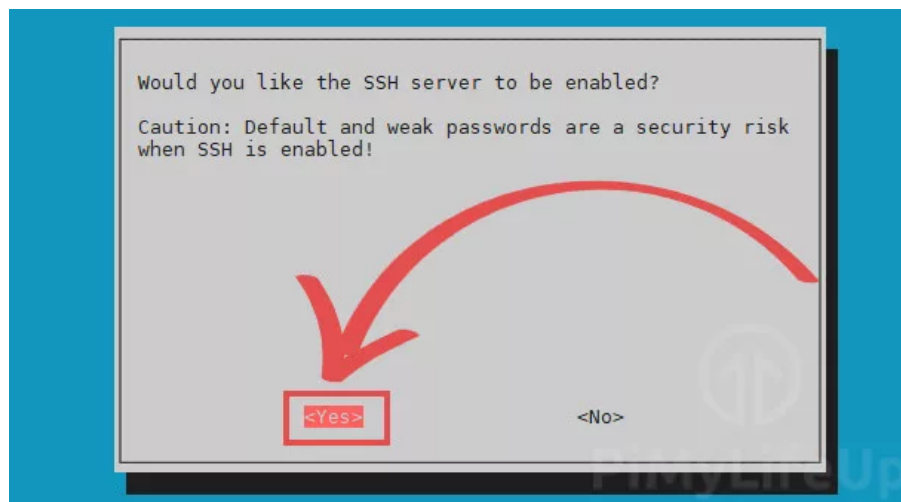 Would you like the SSH server to be enabled?
Caution: Default and weak passwords are a security risk
when SSH is enabled!
<Yes> <No>
PiMyLifeUp